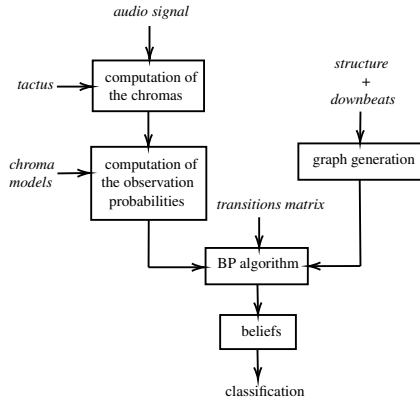 audio signal
tactus
computation of
the chromas
structure
+
downbeats
chroma
models
computation of
the observation
probabilities
graph generation
transitions matrix
BP algorithm
beliefs
classification